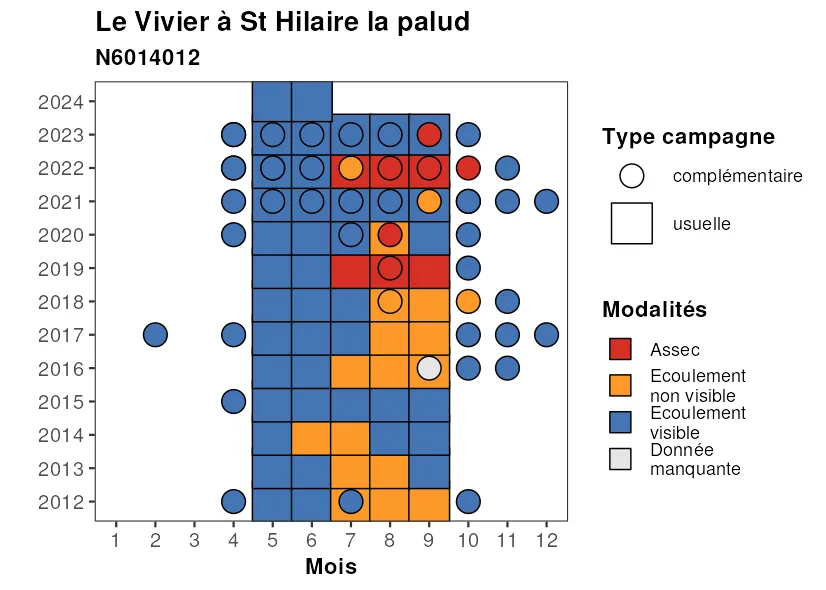 Le Vivier à St Hilaire la palud
N6014012
2024
2023
2022
2021
2020
2019
2018
2017
2016
2015
2014
2013
2012
1 2 3 4 5 6 7 8 9 10 11 12
Mois
Type campagne
complémentaire
usuelle
Modalités
Assec
Ecoulement
non visible
Ecoulement
visible
Donnée
manquante